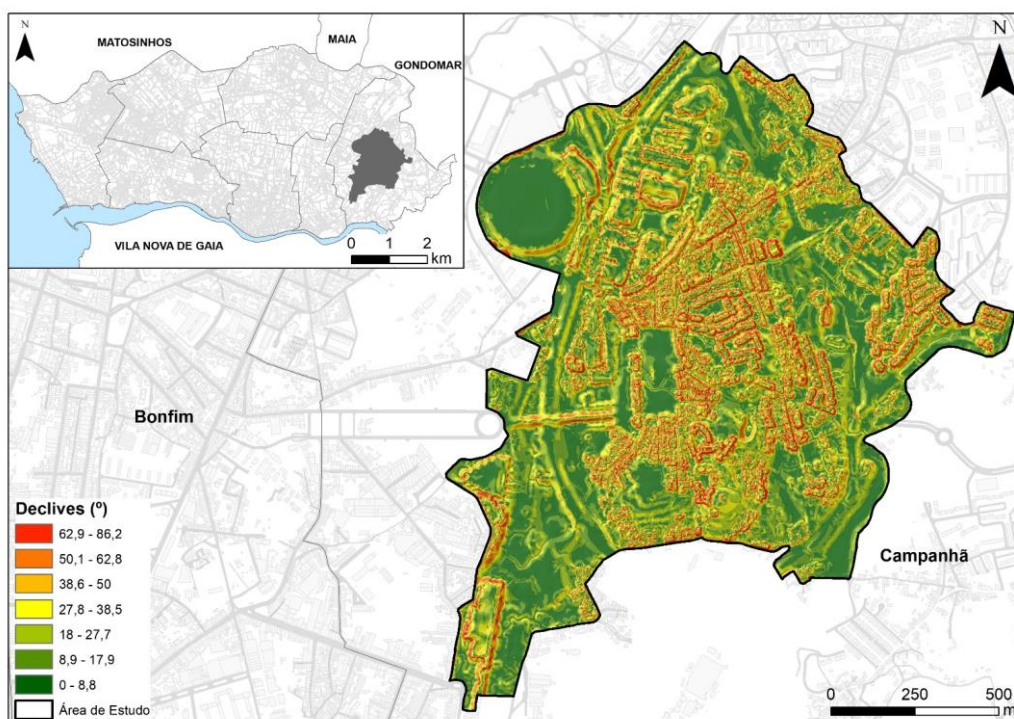 N
MATOSINHOS
MAIA
GONDOMAR
VILA NOVA DE GAIA
0 1 2
km
N
Bonfim
Campanhã
Declives (º)
62,9 - 86,2
50,1 - 62,8
38,6 - 50
27,8 - 38,5
18 - 27,7
8,9 - 17,9
0 - 8,8
Área de Estudo
0 250 500
m